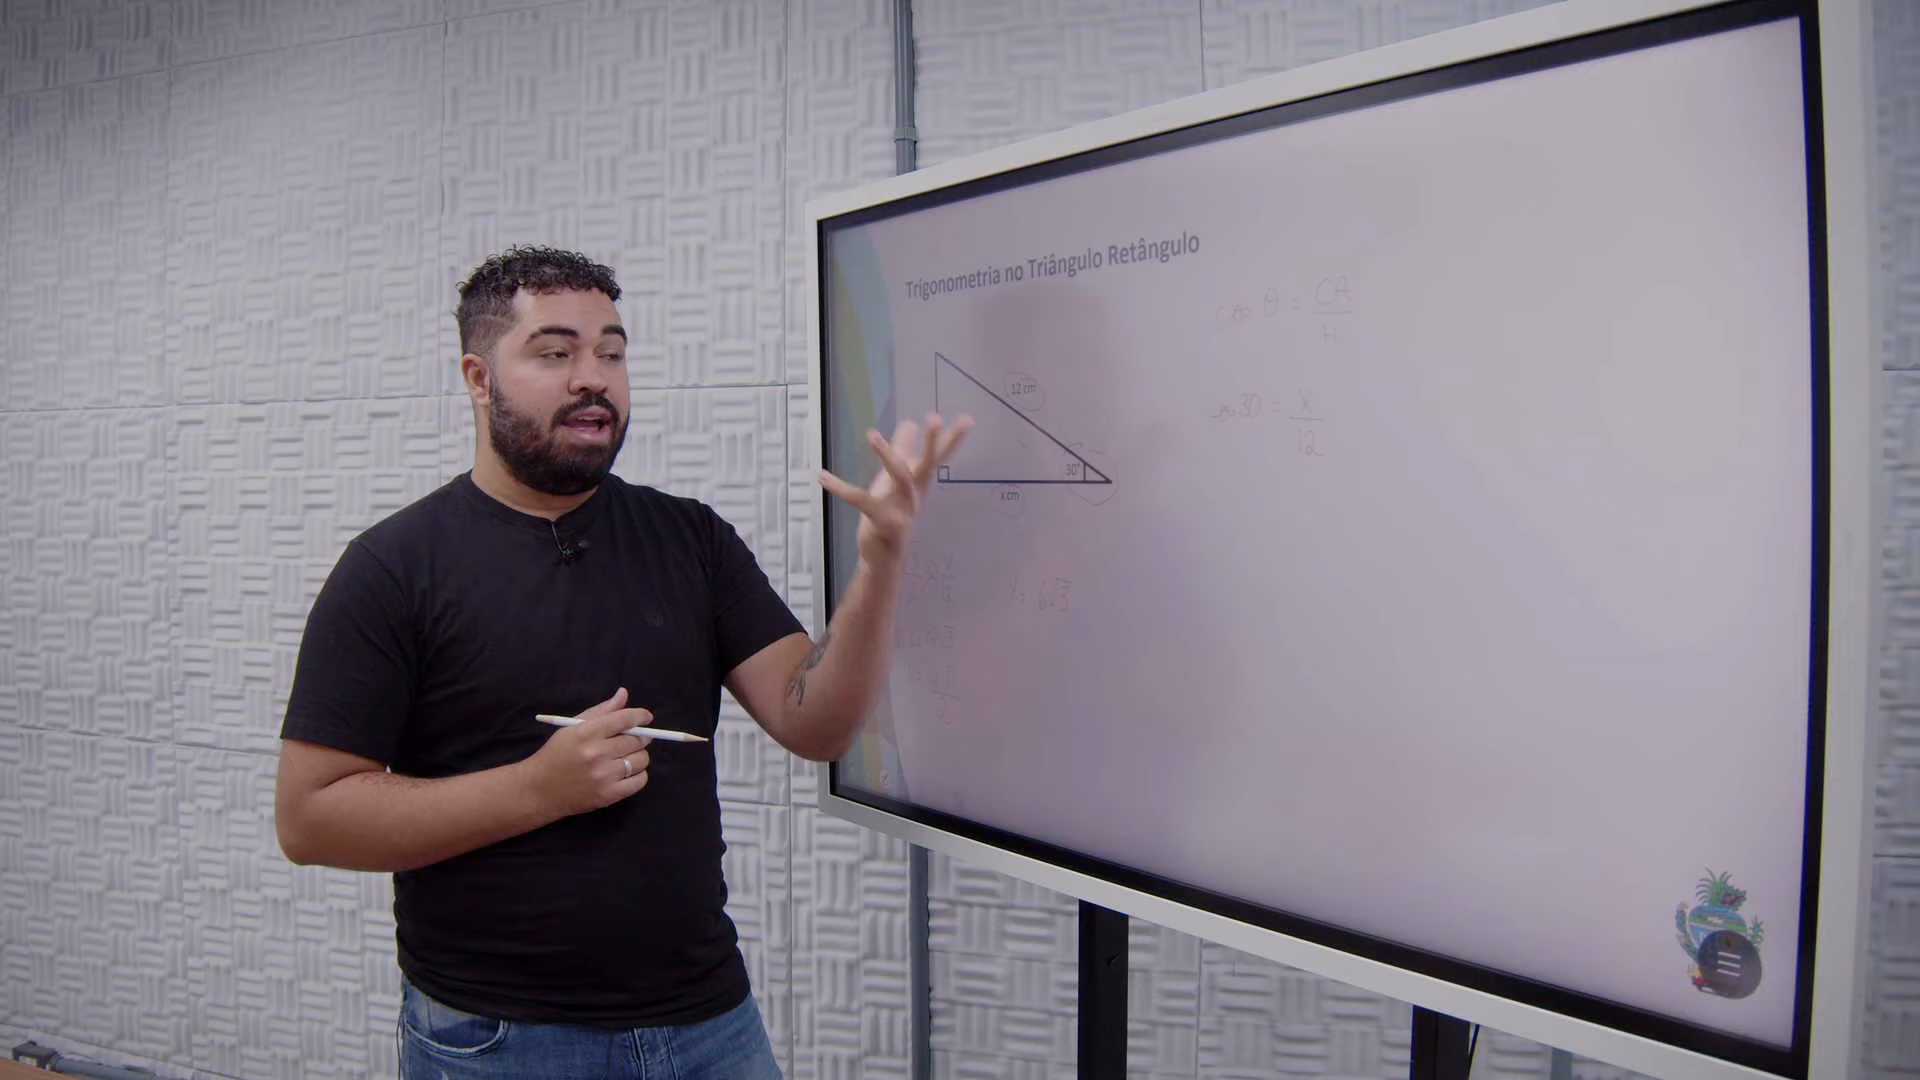 Trigonometria no Triângulo Retângulo
cos θ = CA
H
12 cm
cos 30 = x
12
30°
x cm
6√3